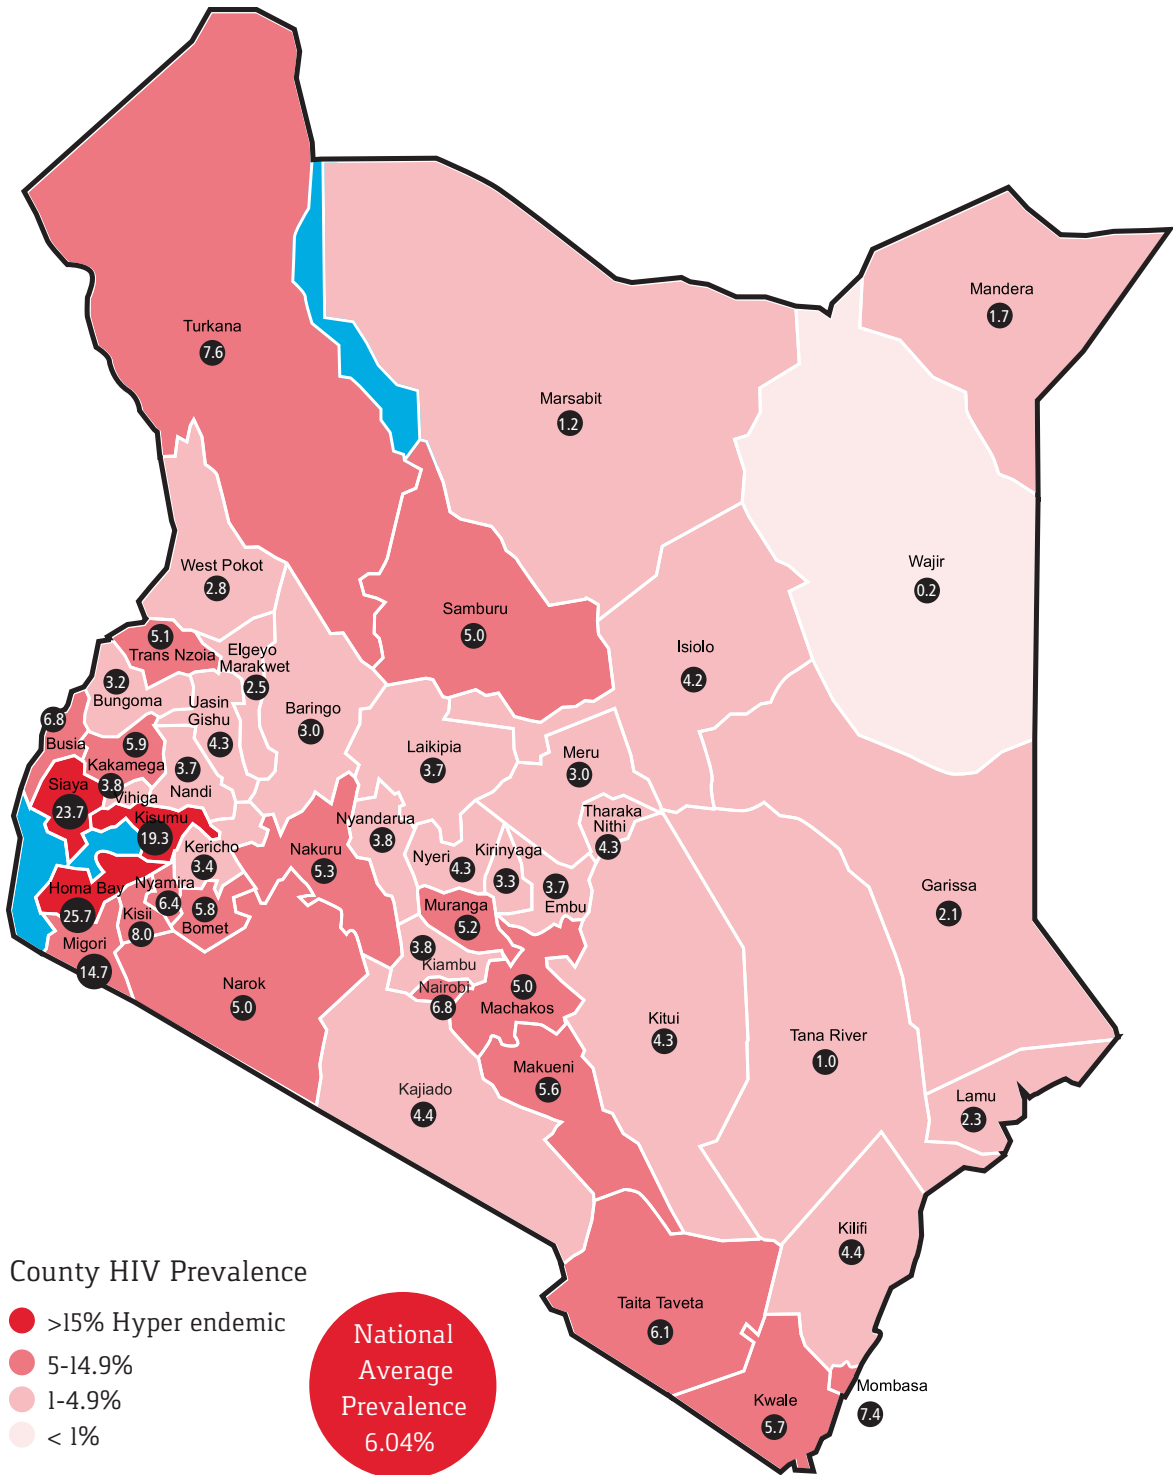 Mandera
1.7
Turkana
7.6
Marsabit
1.2
Wajir
0.2
West Pokot
2.8
Samburu
5.0
5.1
Trans Nzoia
Elgeyo
Marakwet
2.5
Isiolo
4.2
3.2
Bungoma
Uasin
Gishu
4.3
Baringo
3.0
6.8
Busia
5.9
Kakamega
3.7
Nandi
Laikipia
3.7
Meru
3.0
Siaya
23.7
3.8
Vihiga
Kisumu
19.3
Tharaka
Nithi
4.3
Nyandarua
3.8
Kericho
3.4
Nakuru
5.3
Nyeri
4.3
Kirinyaga
3.3
3.7
Embu
Homa Bay
25.7
Nyamira
6.4
Kisii
8.0
5.8
Bomet
Muranga
5.2
Garissa
2.1
Migori
14.7
3.8
Kiambu
Narok
5.0
Nairobi
6.8
5.0
Machakos
Kitui
4.3
Tana River
1.0
Makueni
5.6
Kajiado
4.4
Lamu
2.3
Kilifi
4.4
Taita Taveta
6.1
Kwale
5.7
Mombasa
7.4
County HIV Prevalence
>15% Hyper endemic
5-14.9%
1-4.9%
< 1%
National
Average
Prevalence
6.04%